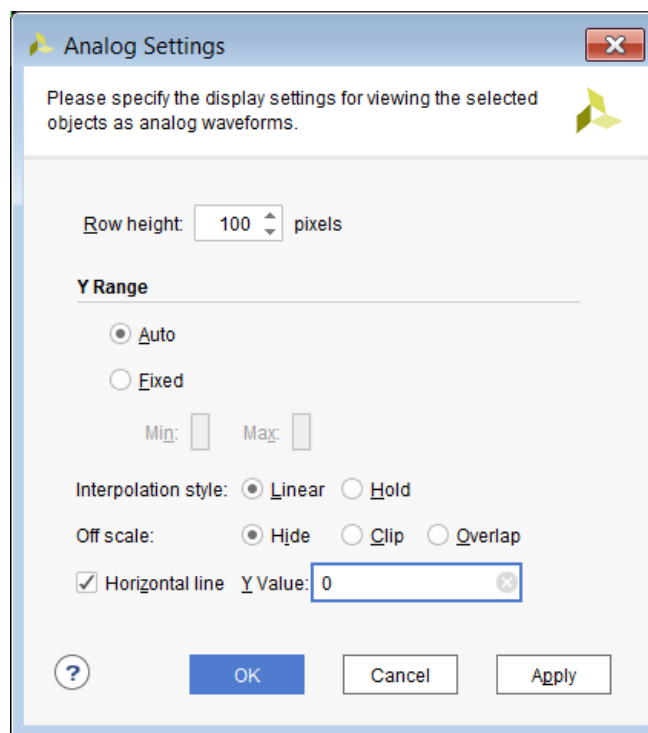 Analog Settings
Please specify the display settings for viewing the selected
objects as analog waveforms.
Row height: 100 pixels
Y Range
Auto
Fixed
Min: Max:
Interpolation style: Linear Hold
Off scale: Hide Clip Overlap
Horizontal line Y Value: 0
? OK Cancel Apply